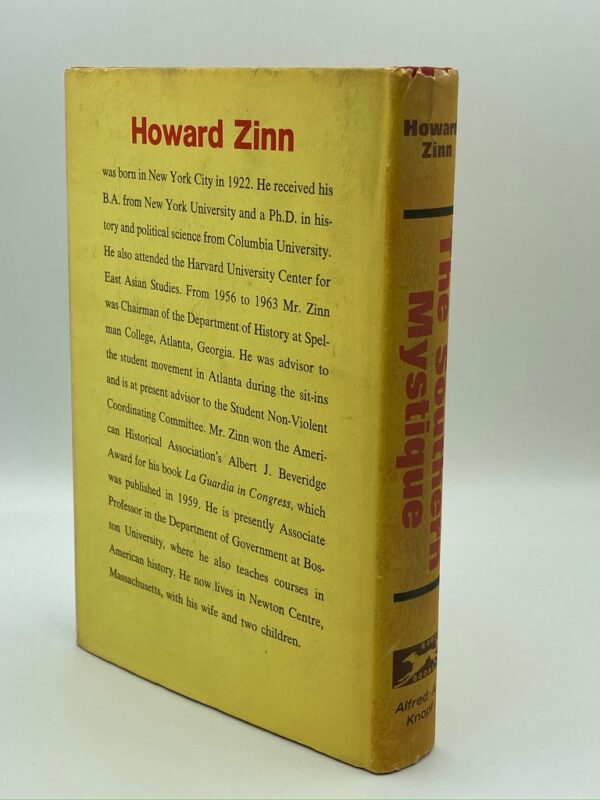 Howard Zinn
was born in New York City in 1922. He received his
B.A. from New York University and a Ph.D. in his-
tory and political science from Columbia University.
He also attended the Harvard University Center for
East Asian Studies. From 1956 to 1963 Mr. Zinn
was Chairman of the Department of History at Spel-
man College, Atlanta, Georgia. He was advisor to
the student movement in Atlanta during the sit-ins
and is at present advisor to the Student Non-Violent
Coordinating Committee. Mr. Zinn won the Ameri-
can Historical Association's Albert J. Beveridge
Award for his book La Guardia in Congress, which
was published in 1959. He is presently Associate
Professor in the Department of Government at Bos-
ton University, where he also teaches courses in
American history. He now lives in Newton Centre,
Massachusetts, with his wife and two children.
Howard
Zinn
The Southern
Mystique
Alfred
Knopf